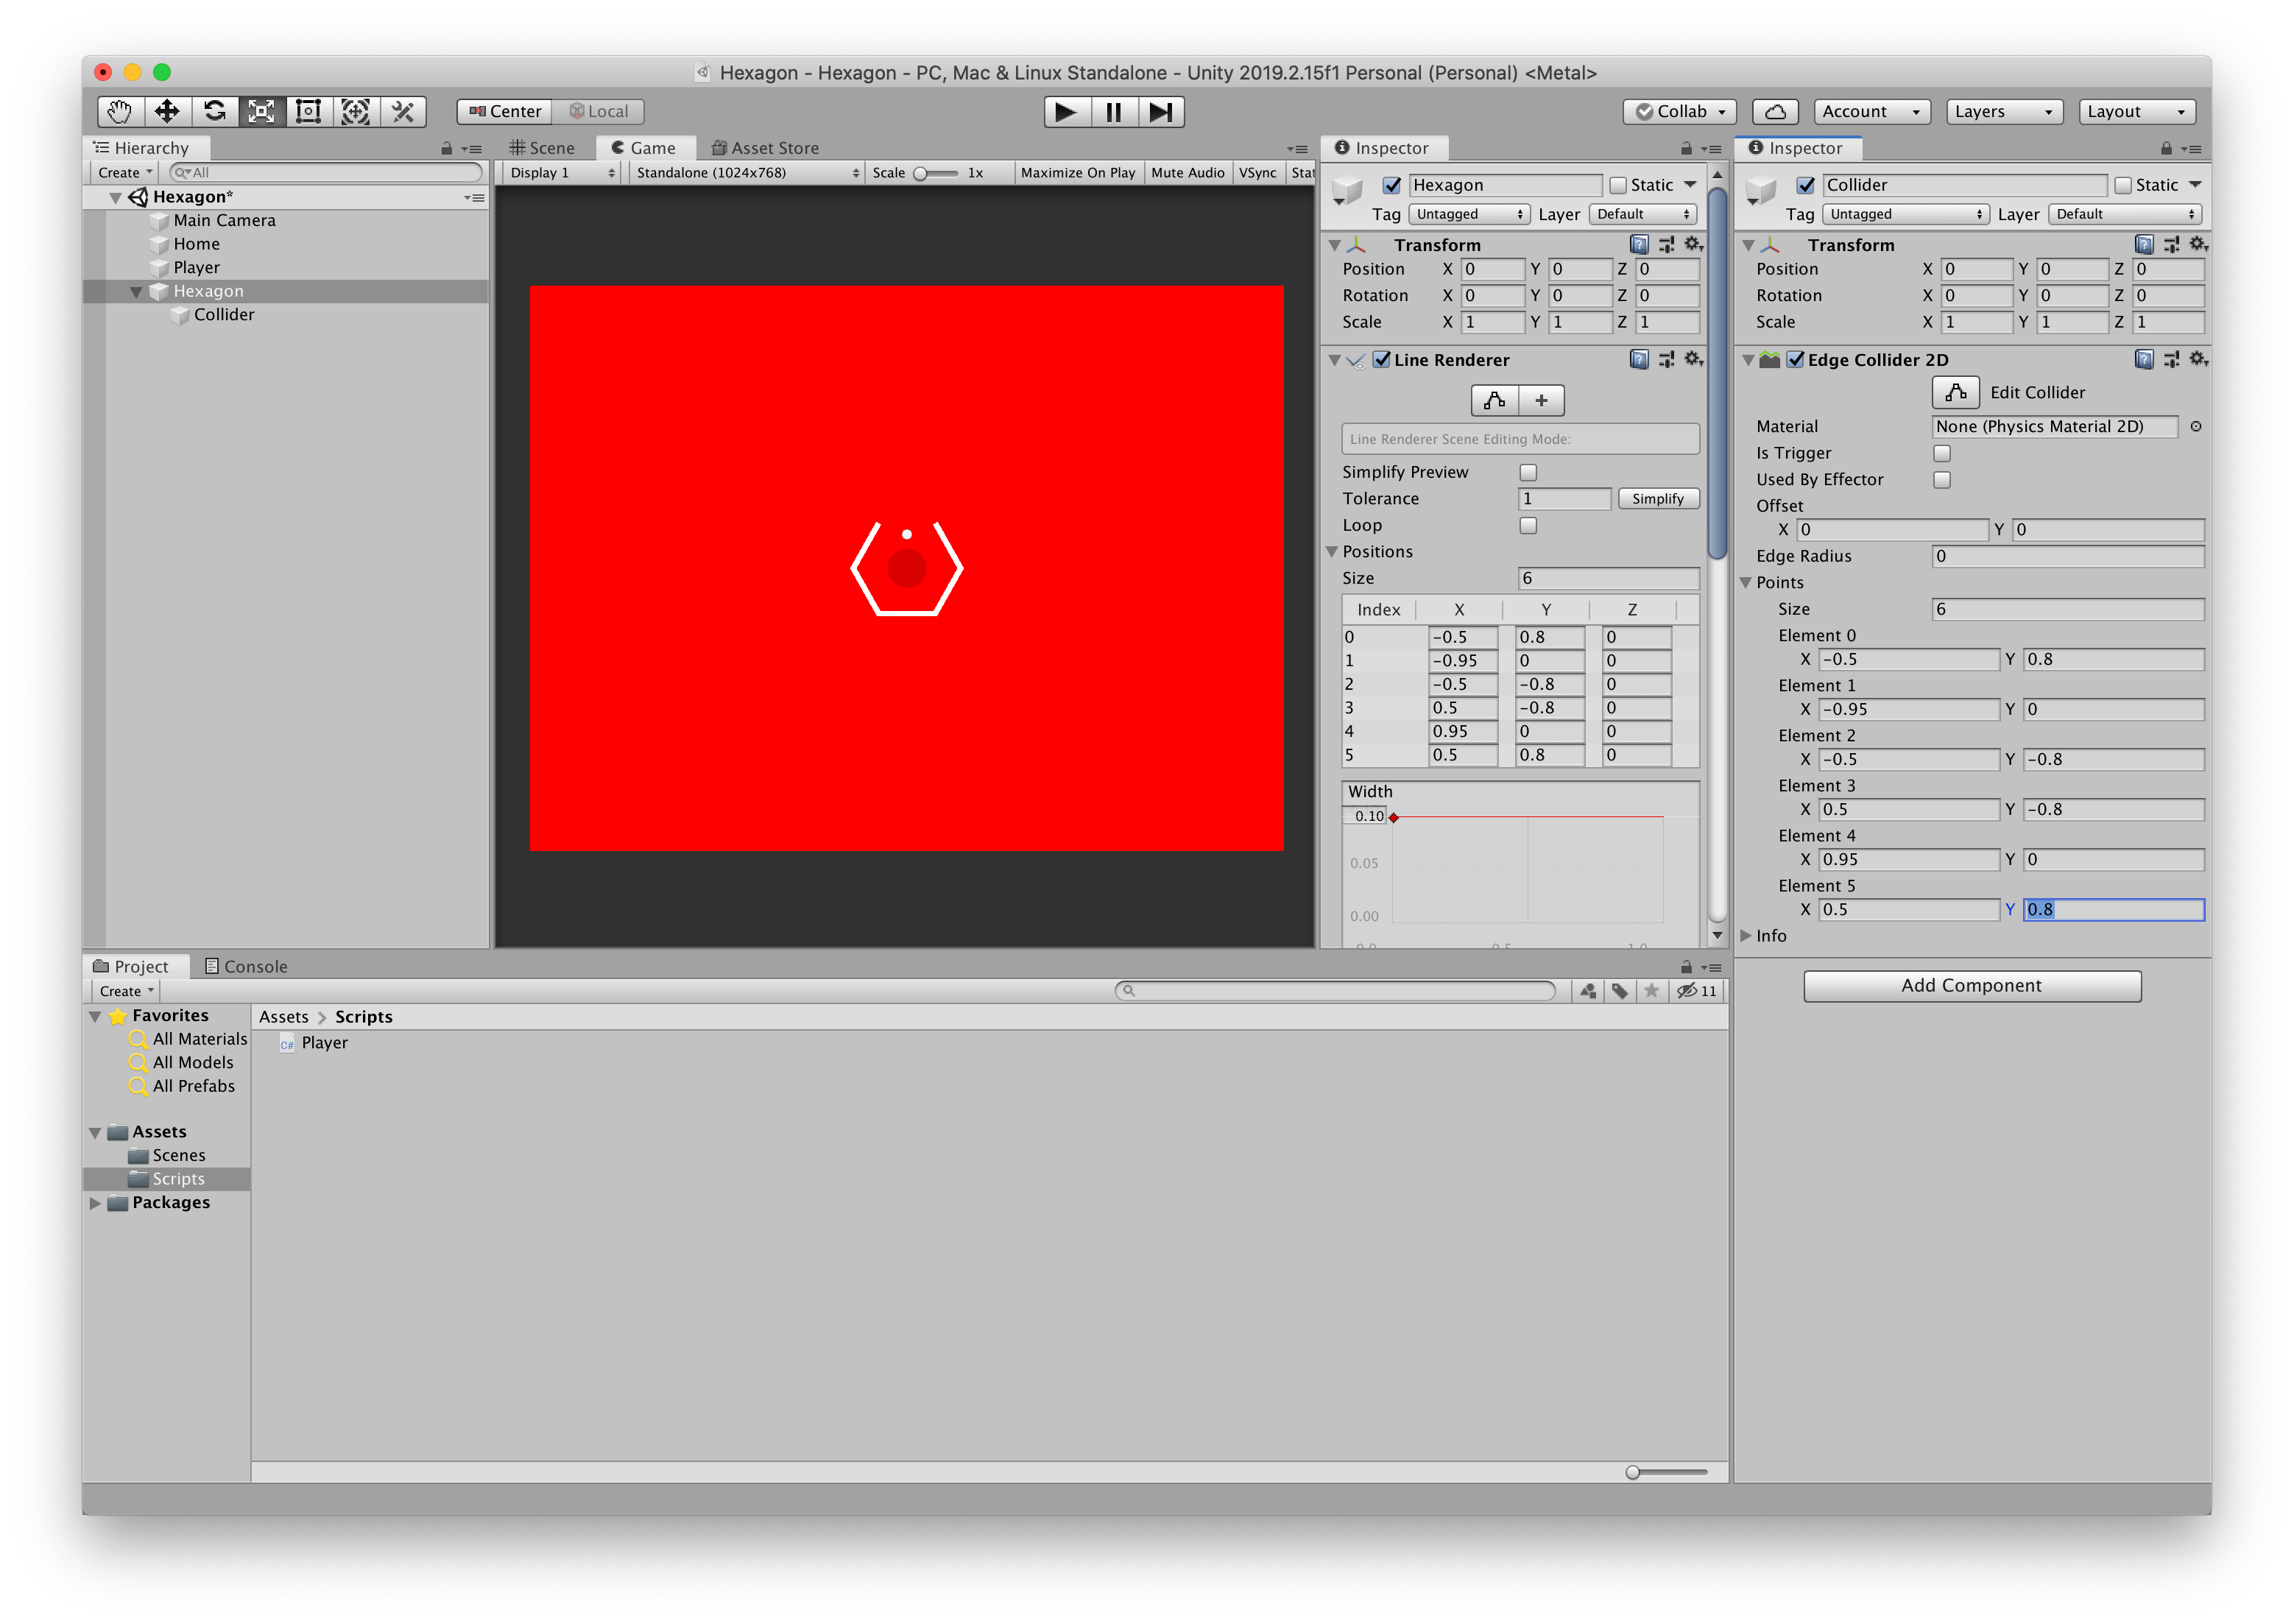 Hexagon - Hexagon - PC, Mac & Linux Standalone - Unity 2019.2.15f1 Personal (Personal) <Metal>
Center Local Collab Account Layers Layout
Hierarchy
Create All
Hexagon*
Main Camera
Home
Player
Hexagon
Collider
Scene Game Asset Store
Display 1 Standalone (1024x768) Scale 1x Maximize On Play Mute Audio VSync Stat
Inspector
Hexagon Static
Tag Untagged Layer Default
Transform
Position X 0 Y 0 Z 0
Rotation X 0 Y 0 Z 0
Scale X 1 Y 1 Z 1
Line Renderer
Line Renderer Scene Editing Mode:
Simplify Preview
Tolerance 1 Simplify
Loop
Positions
Size 6
Index X Y Z
0 -0.5 0.8 0
1 -0.95 0 0
2 -0.5 -0.8 0
3 0.5 -0.8 0
4 0.95 0 0
5 0.5 0.8 0
Width
0.10
0.05
0.00
0.0 0.5 1.0
Inspector
Collider Static
Tag Untagged Layer Default
Transform
Position X 0 Y 0 Z 0
Rotation X 0 Y 0 Z 0
Scale X 1 Y 1 Z 1
Edge Collider 2D
Edit Collider
Material None (Physics Material 2D)
Is Trigger
Used By Effector
Offset
X 0 Y 0
Edge Radius 0
Points
Size 6
Element 0
X -0.5 Y 0.8
Element 1
X -0.95 Y 0
Element 2
X -0.5 Y -0.8
Element 3
X 0.5 Y -0.8
Element 4
X 0.95 Y 0
Element 5
X 0.5 Y 0.8
Info
Add Component
Project Console
Create 11
Favorites
All Materials
All Models
All Prefabs
Assets
Scenes
Scripts
Packages
Assets > Scripts
C# Player